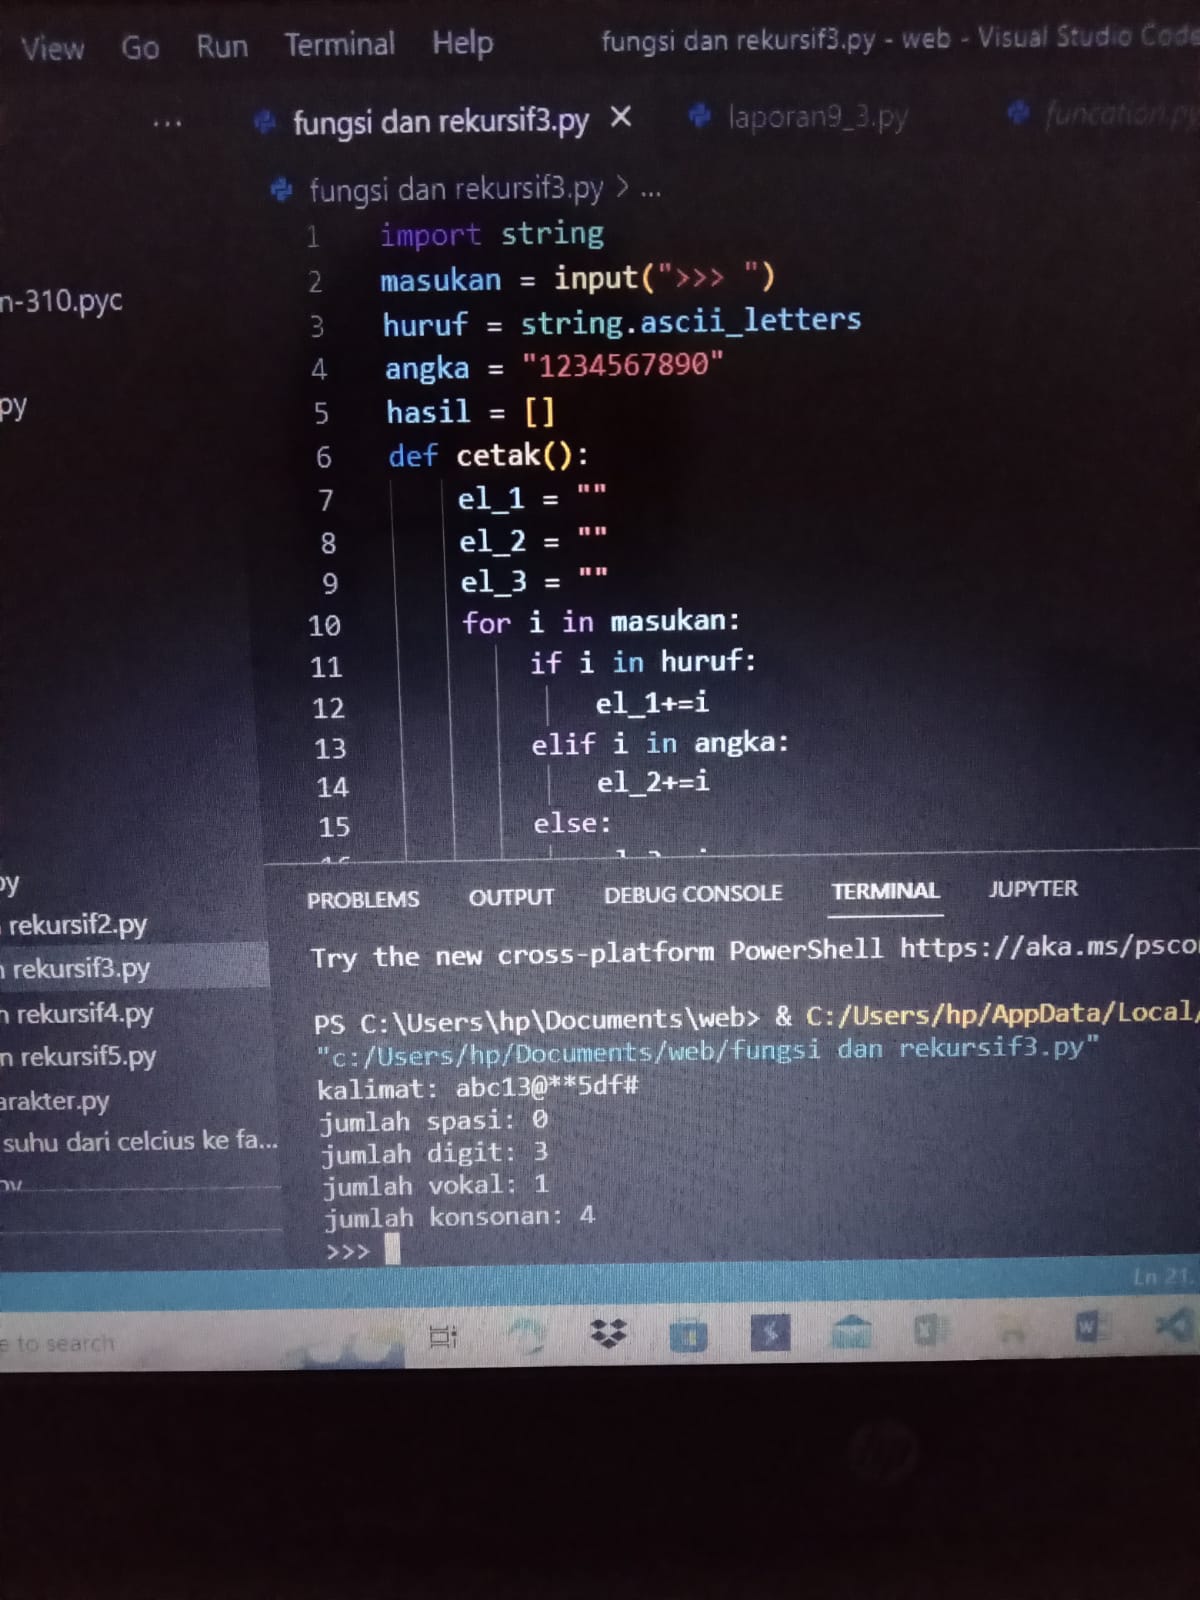 View Go Run Terminal Help fungsi dan rekursif3.py - web - Visual Studio Code
... fungsi dan rekursif3.py × laporan9_3.py funcation.py
fungsi dan rekursif3.py > ...
1 import string
2 masukan = input(">>> ")
n-310.pyc
3 huruf = string.ascii_letters
4 angka = "1234567890"
py
5 hasil = []
6 def cetak():
7 el_1 = ""
8 el_2 = ""
9 el_3 = ""
10 for i in masukan:
11 if i in huruf:
12 el_1+=i
13 elif i in angka:
14 el_2+=i
15 else:
py
rekursif2.py
n rekursif3.py
n rekursif4.py
n rekursif5.py
arakter.py
suhu dari celcius ke fa...
PROBLEMS OUTPUT DEBUG CONSOLE TERMINAL JUPYTER
Try the new cross-platform PowerShell https://aka.ms/psco
PS C:\Users\hp\Documents\web> & C:/Users/hp/AppData/Local/
"c:/Users/hp/Documents/web/fungsi dan rekursif3.py"
kalimat: abc13@**5df#
jumlah spasi: 0
jumlah digit: 3
jumlah vokal: 1
jumlah konsonan: 4
>>>
Ln 21,
e to search
hp